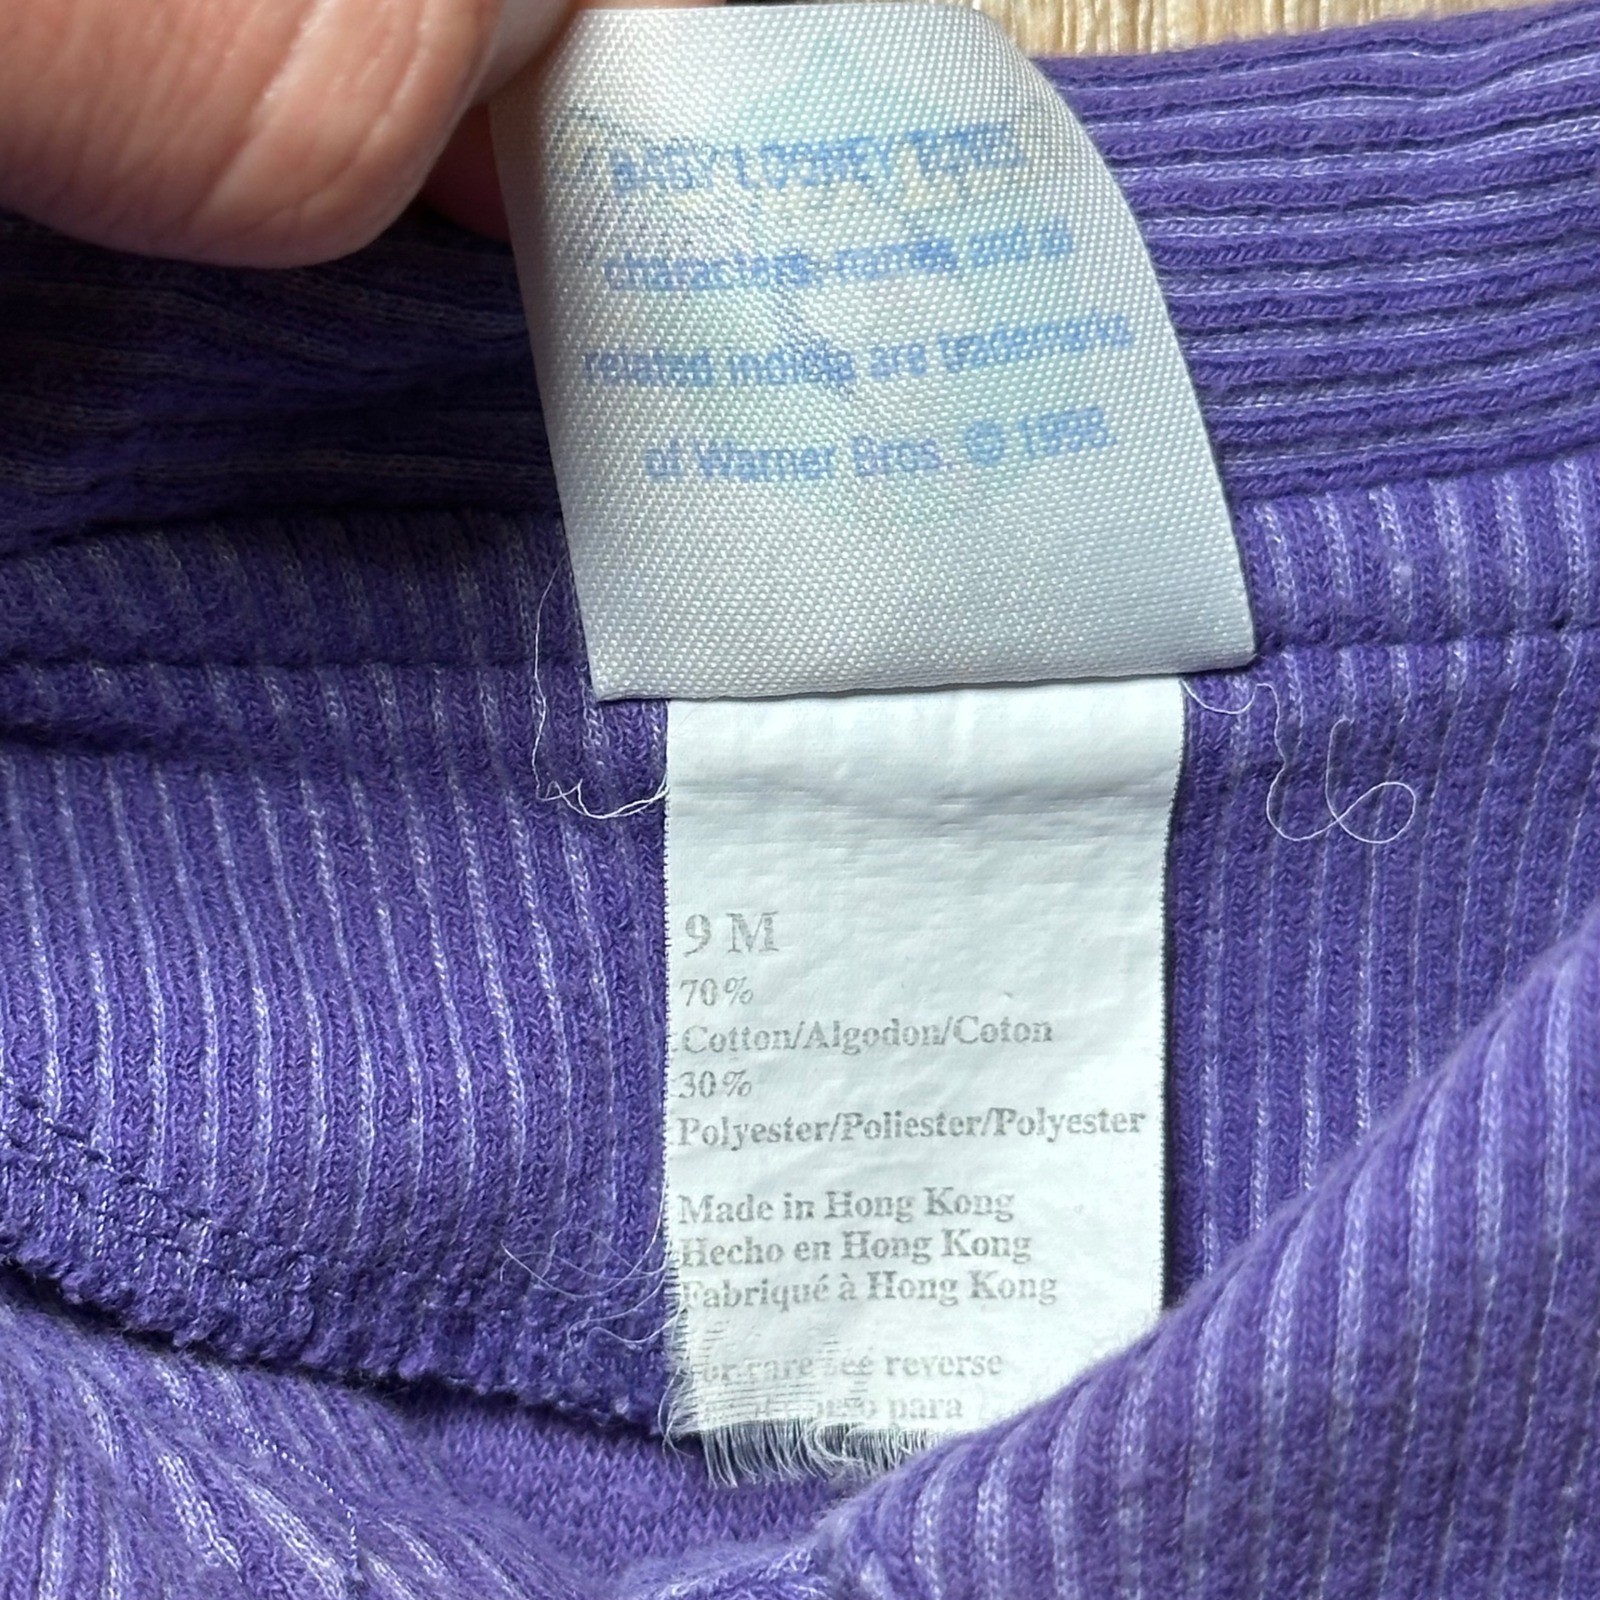 BABY LOONEY TUNES
characters, names and all
related indicia are trademarks
of Warner Bros. © 1998
9 M
70%
Cotton/Algodon/Coton
30%
Polyester/Poliester/Polyester
Made in Hong Kong
Hecho en Hong Kong
Fabriqué à Hong Kong
reverse
para